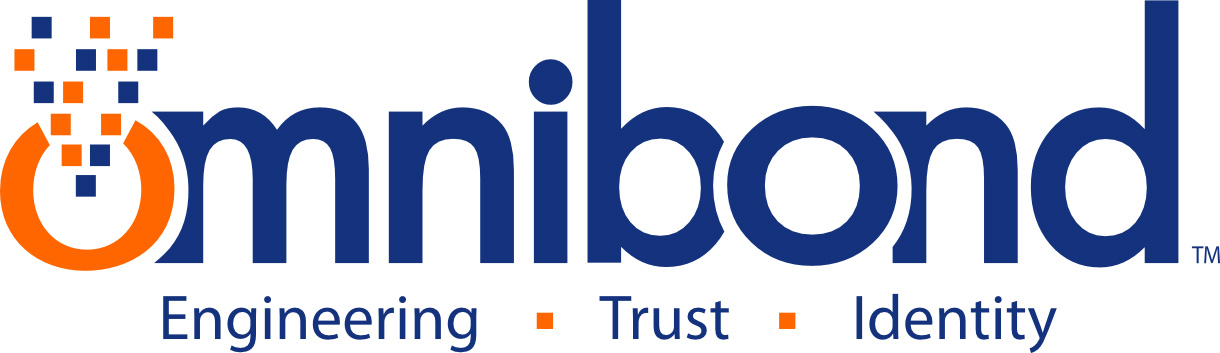 omnibond™
Engineering ▪ Trust ▪ Identity